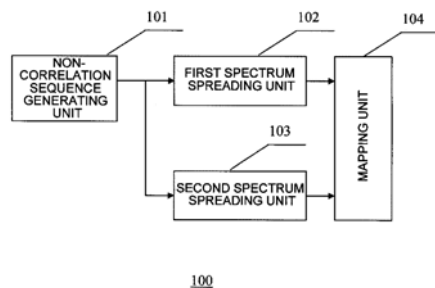 101
102
104
NON-
CORRELATION
SEQUENCE
GENERATING
UNIT
FIRST SPECTRUM
SPREADING UNIT
MAPPING UNIT
103
SECOND SPECTRUM
SPREADING UNIT
100